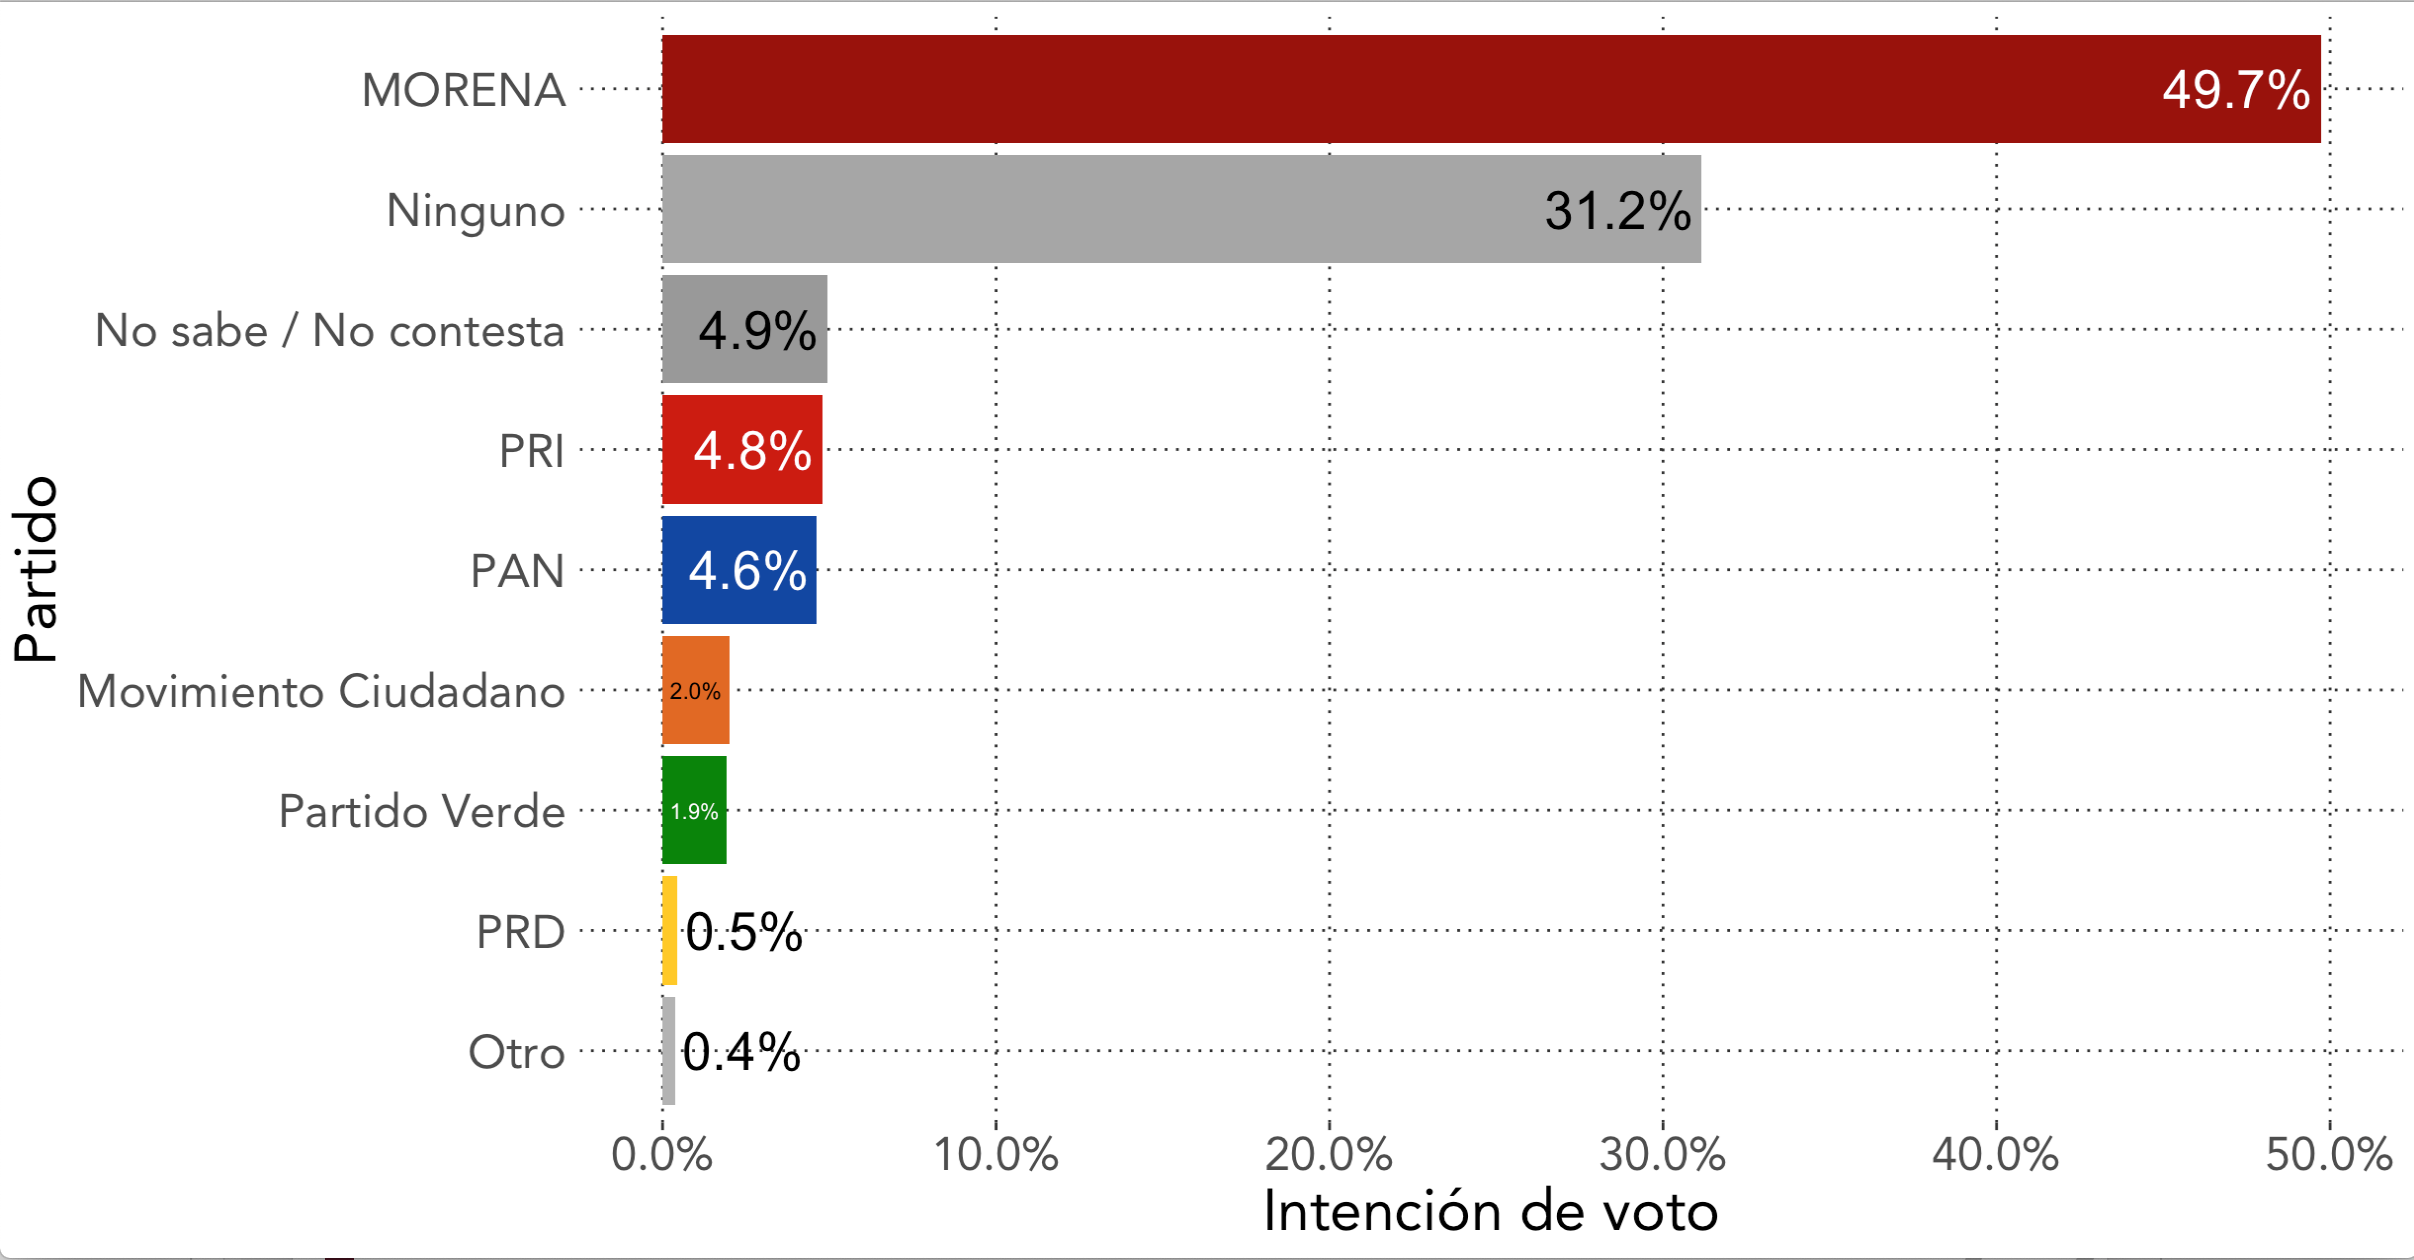 MORENA 49.7%
Ninguno 31.2%
No sabe / No contesta 4.9%
PRI 4.8%
PAN 4.6%
Movimiento Ciudadano 2.0%
Partido Verde 1.9%
PRD 0.5%
Otro 0.4%
Partido
0.0% 10.0% 20.0% 30.0% 40.0% 50.0%
Intención de voto